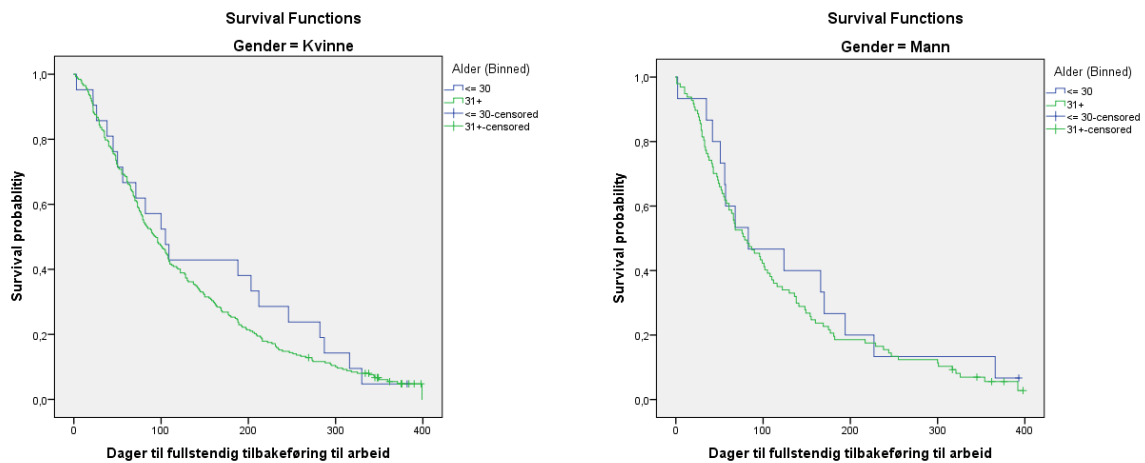 Survival Functions
Gender = Kvinne
Alder (Binned)
<= 30
31+
<= 30-censored
31+-censored
1,0
0,8
0,6
0,4
0,2
0,0
Survival probablitiy
0 100 200 300 400
Dager til fullstendig tilbakeføring til arbeid
Survival Functions
Gender = Mann
Alder (Binned)
<= 30
31+
<= 30-censored
31+-censored
1,0
0,8
0,6
0,4
0,2
0,0
Survival probability
0 100 200 300 400
Dager til fullstendig tilbakeføring til arbeid